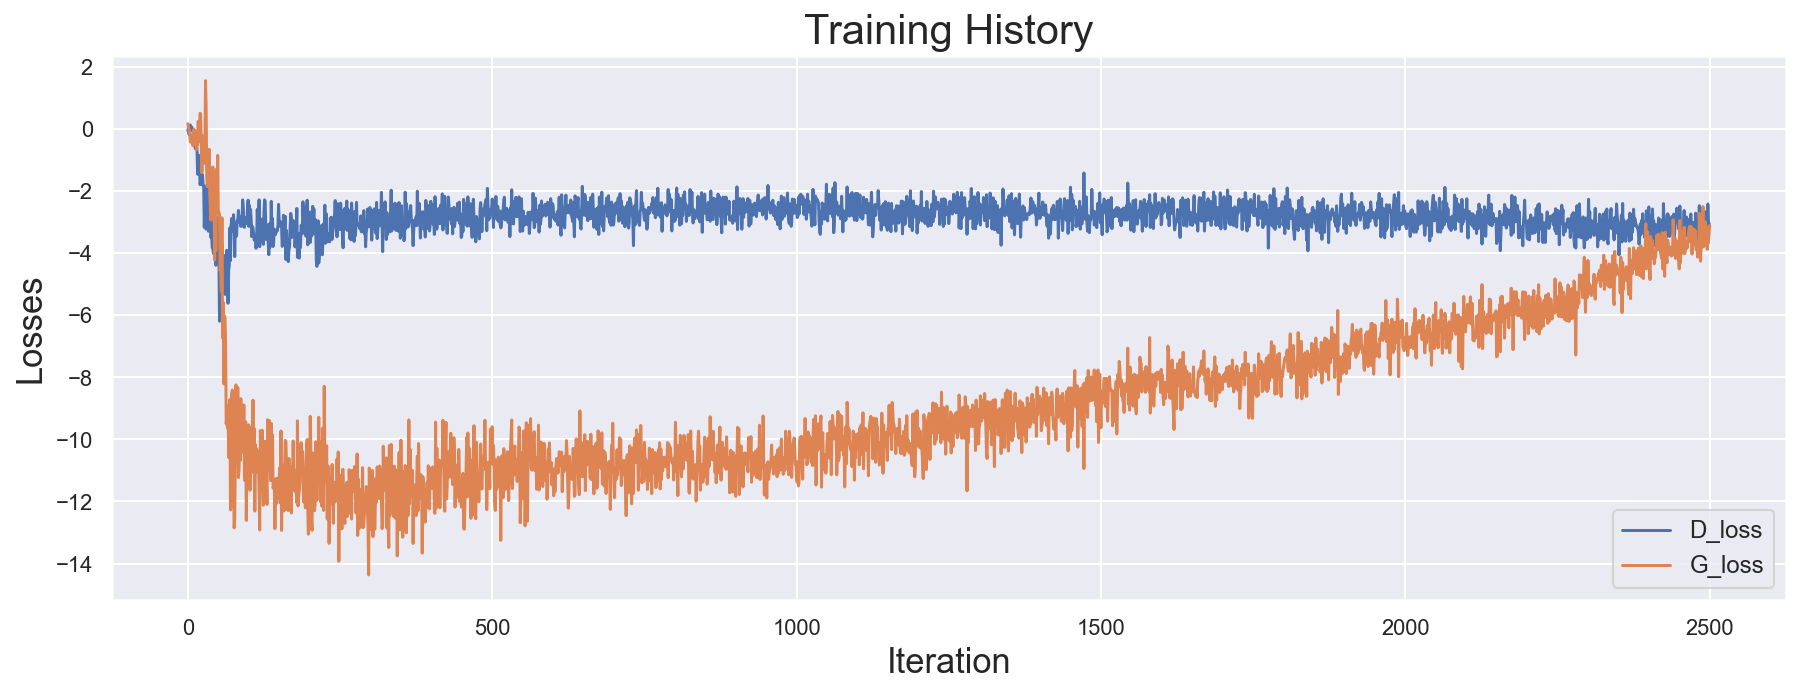 Training History
2
0
−2
−4
−6
−8
−10
−12
−14
Losses
D_loss
G_loss
0 500 1000 1500 2000 2500
Iteration